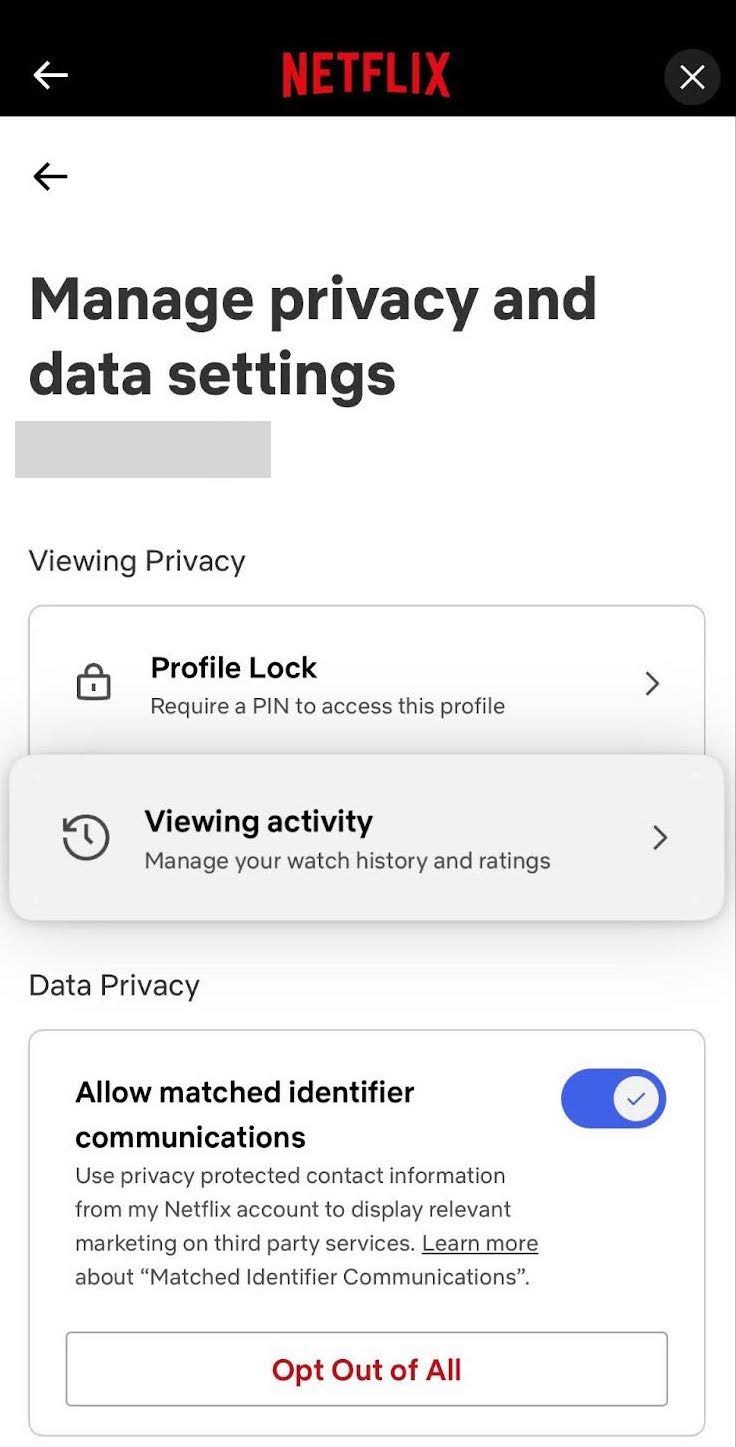 NETFLIX
Manage privacy and
data settings
Viewing Privacy
Profile Lock
Require a PIN to access this profile
Viewing activity
Manage your watch history and ratings
Data Privacy
Allow matched identifier
communications
Use privacy protected contact information
from my Netflix account to display relevant
marketing on third party services. Learn more
about “Matched Identifier Communications”.
Opt Out of All